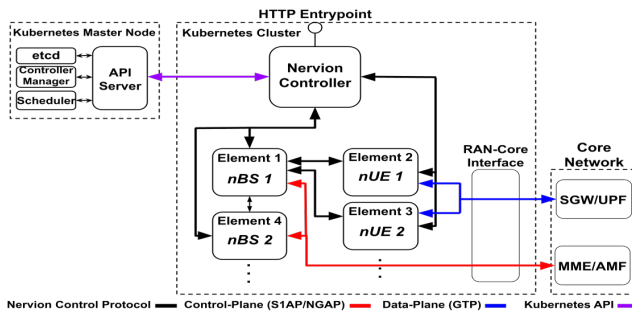 HTTP Entrypoint
Kubernetes Master Node
Kubernetes Cluster
etcd
Controller
Manager
Scheduler
API
Server
Nervion
Controller
Element 1
nBS 1
Element 2
nUE 1
Element 4
nBS 2
Element 3
nUE 2
RAN-Core
Interface
Core
Network
SGW/UPF
MME/AMF
Nervion Control Protocol
Control-Plane (S1AP/NGAP)
Data-Plane (GTP)
Kubernetes API